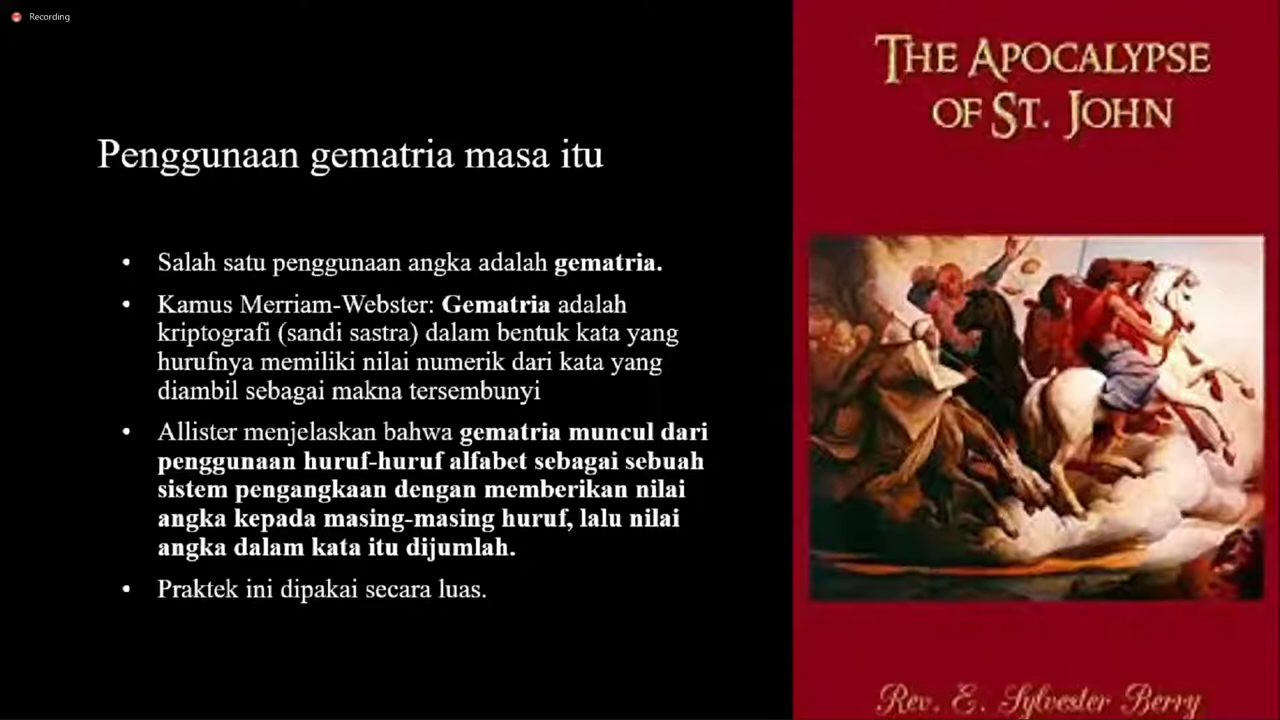 Recording
Penggunaan gematria masa itu
• Salah satu penggunaan angka adalah gematria.
• Kamus Merriam-Webster: Gematria adalah
kriptografi (sandi sastra) dalam bentuk kata yang
hurufnya memiliki nilai numerik dari kata yang
diambil sebagai makna tersembunyi
• Allister menjelaskan bahwa gematria muncul dari
penggunaan huruf-huruf alfabet sebagai sebuah
sistem pengangkaan dengan memberikan nilai
angka kepada masing-masing huruf, lalu nilai
angka dalam kata itu dijumlah.
• Praktek ini dipakai secara luas.
THE APOCALYPSE
OF ST. JOHN
Rev. E. Sylvester Berry